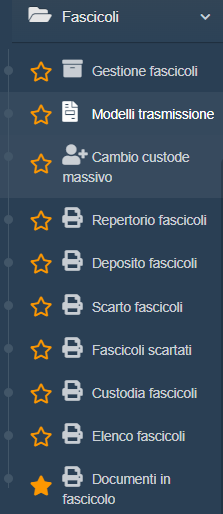 Fascicoli
Gestione fascicoli
Modelli trasmissione
Cambio custode
massivo
Repertorio fascicoli
Deposito fascicoli
Scarto fascicoli
Fascicoli scartati
Custodia fascicoli
Elenco fascicoli
Documenti in
fascicolo